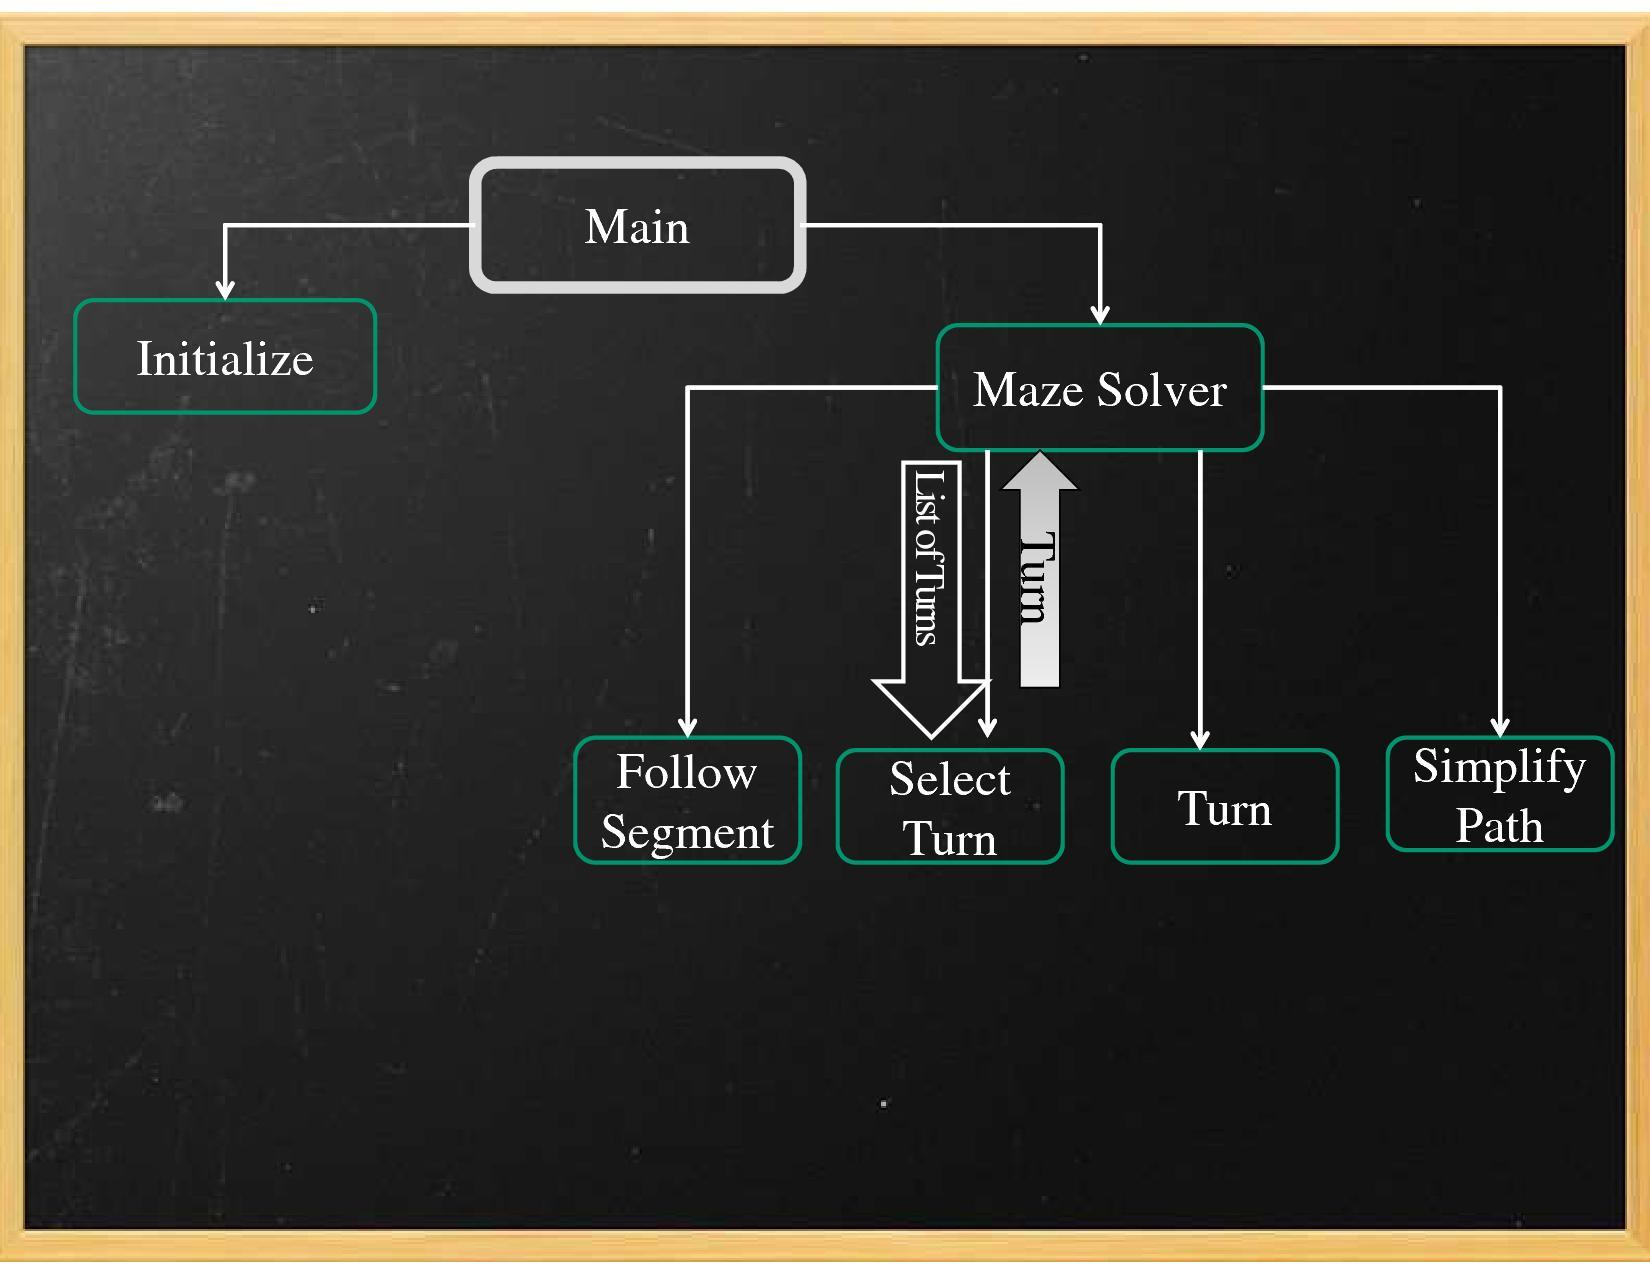 Main
Initialize
Maze Solver
List of Turns
Turn
Follow
Segment
Select
Turn
Turn
Simplify
Path